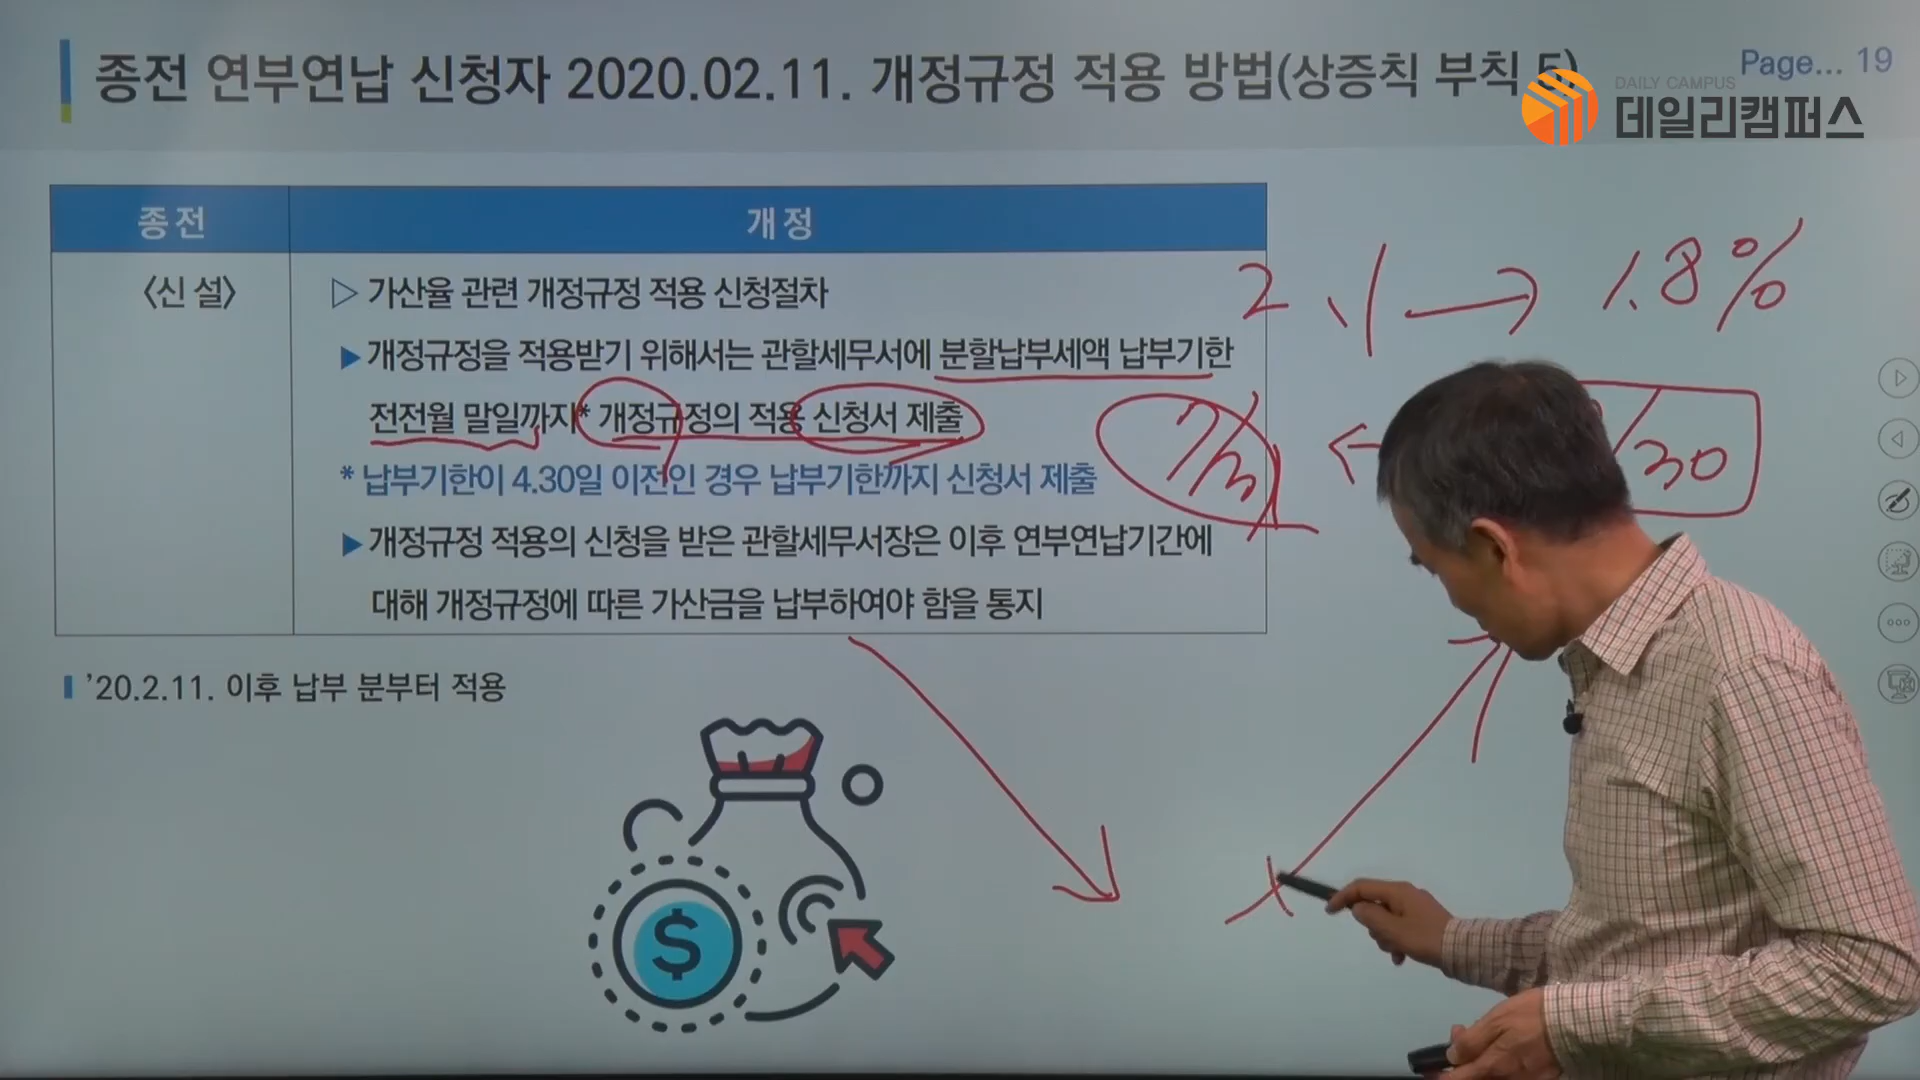 종전 연부연납 신청자 2020.02.11. 개정규정 적용 방법(상증칙 부칙 5)
Page... 19
DAILY CAMPUS
데일리캠퍼스
종전
개정
〈신설〉
▷ 가산율 관련 개정규정 적용 신청절차
▶ 개정규정을 적용받기 위해서는 관할세무서에 분할납부세액 납부기한
전전월 말일까지* 개정규정의 적용 신청서 제출
* 납부기한이 4.30일 이전인 경우 납부기한까지 신청서 제출
▶ 개정규정 적용의 신청을 받은 관할세무서장은 이후 연부연납기간에
대해 개정규정에 따른 가산금을 납부하여야 함을 통지
2.1 → 1.8%
/30
'20.2.11. 이후 납부 분부터 적용
$